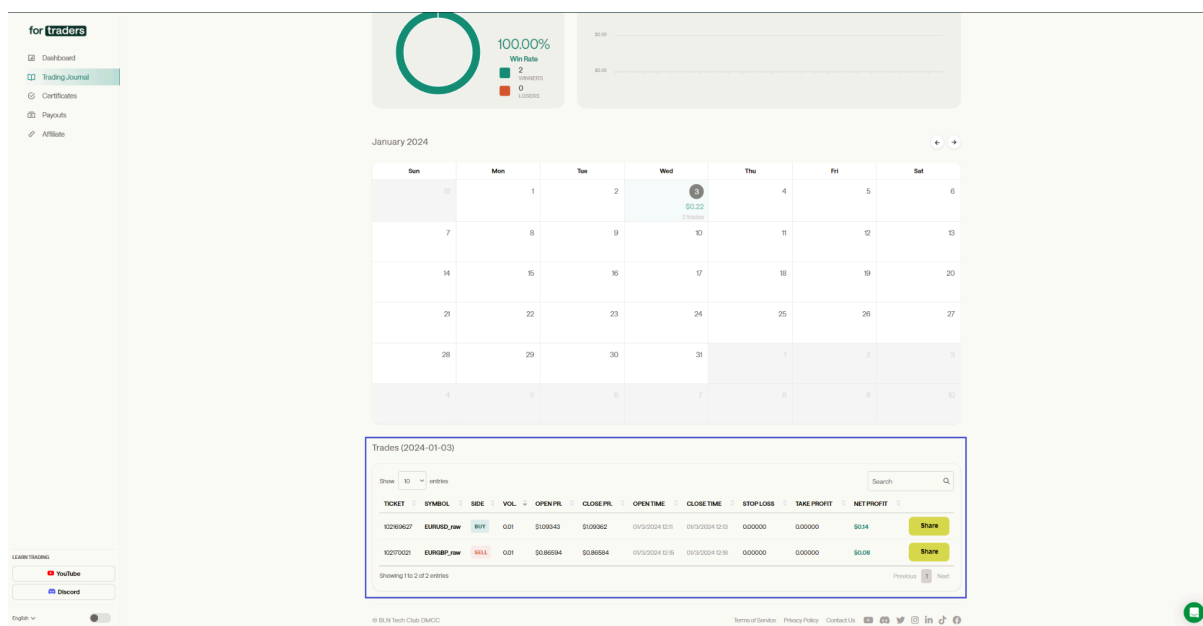 for traders
Dashboard
Trading Journal
Certificates
Payouts
Affiliate
100.00%
Win Rate
2
WINNERS
0
LOSERS
$0.00
$0.00
January 2024
Sun Mon Tue Wed Thu Fri Sat
31 1 2 3 4 5 6
$0.22
2 trades
7 8 9 10 11 12 13
14 15 16 17 18 19 20
21 22 23 24 25 26 27
28 29 30 31 1 2 3
4 5 6 7 8 9 10
Trades (2024-01-03)
Show 10 entries
Search
TICKET SYMBOL SIDE VOL. OPEN PR. CLOSE PR. OPEN TIME CLOSE TIME STOP LOSS TAKE PROFIT NET PROFIT
102169627 EURUSD_raw BUY 0.01 $1.09343 $1.09362 01/3/2024 12:11 01/3/2024 12:13 0.00000 0.00000 $0.14 Share
102170021 EURGBP_raw SELL 0.01 $0.86594 $0.86584 01/3/2024 12:15 01/3/2024 12:18 0.00000 0.00000 $0.08 Share
Showing 1 to 2 of 2 entries
Previous 1 Next
LEARN TRADING
YouTube
Discord
English
© BLN Tech Club DMCC
Terms of Service Privacy Policy Contact Us